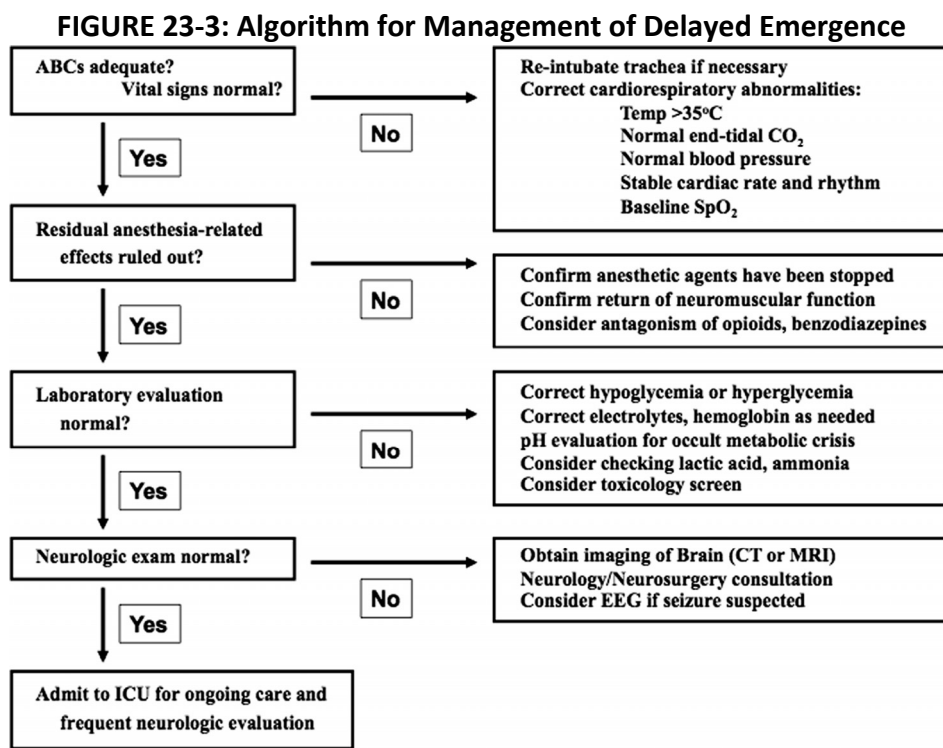 FIGURE 23-3: Algorithm for Management of Delayed Emergence
ABCs adequate?
Vital signs normal?
No
Re-intubate trachea if necessary
Correct cardiorespiratory abnormalities:
Temp >35ºC
Normal end-tidal CO₂
Normal blood pressure
Stable cardiac rate and rhythm
Baseline SpO₂
Yes
Residual anesthesia-related
effects ruled out?
No
Confirm anesthetic agents have been stopped
Confirm return of neuromuscular function
Consider antagonism of opioids, benzodiazepines
Yes
Laboratory evaluation
normal?
No
Correct hypoglycemia or hyperglycemia
Correct electrolytes, hemoglobin as needed
pH evaluation for occult metabolic crisis
Consider checking lactic acid, ammonia
Consider toxicology screen
Yes
Neurologic exam normal?
No
Obtain imaging of Brain (CT or MRI)
Neurology/Neurosurgery consultation
Consider EEG if seizure suspected
Yes
Admit to ICU for ongoing care and
frequent neurologic evaluation